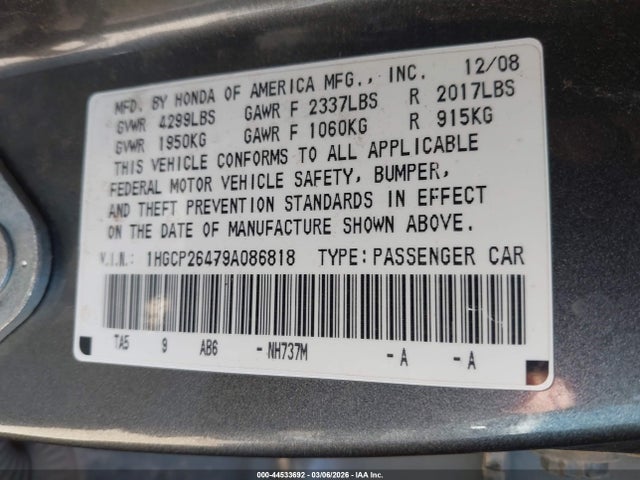 MFD. BY HONDA OF AMERICA MFG., INC. 12/08
GVWR 4299LBS GAWR F 2337LBS R 2017LBS
GVWR 1950KG GAWR F 1060KG R 915KG
THIS VEHICLE CONFORMS TO ALL APPLICABLE
FEDERAL MOTOR VEHICLE SAFETY, BUMPER,
AND THEFT PREVENTION STANDARDS IN EFFECT
ON THE DATE OF MANUFACTURE SHOWN ABOVE.
V.I.N.: 1HGCP26479A086818 TYPE: PASSENGER CAR
TA5 9 AB6 -NH737M -A -A
000-44533692 - 03/06/2026 - IAA Inc.